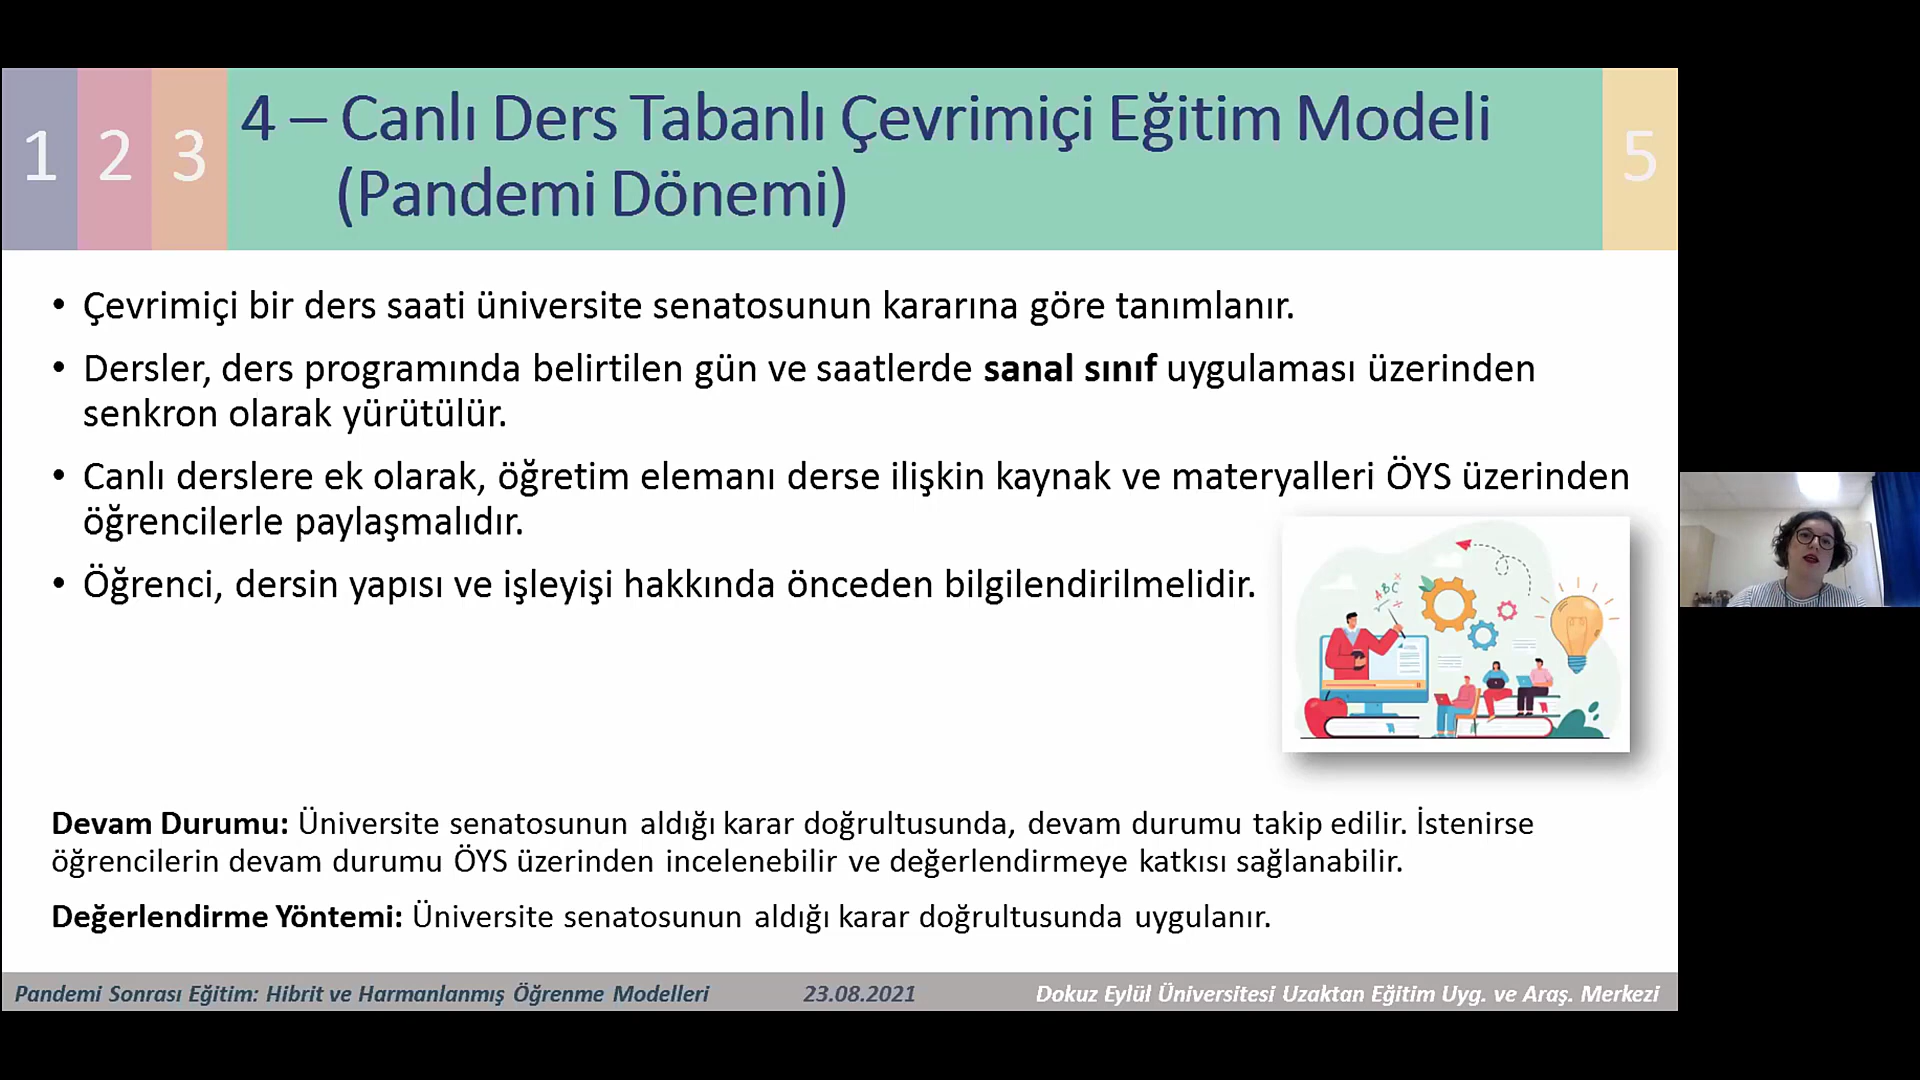 1
2
3
4 – Canlı Ders Tabanlı Çevrimiçi Eğitim Modeli
(Pandemi Dönemi)
5
• Çevrimiçi bir ders saati üniversite senatosunun kararına göre tanımlanır.
• Dersler, ders programında belirtilen gün ve saatlerde sanal sınıf uygulaması üzerinden
senkron olarak yürütülür.
• Canlı derslere ek olarak, öğretim elemanı derse ilişkin kaynak ve materyalleri ÖYS üzerinden
öğrencilerle paylaşmalıdır.
• Öğrenci, dersin yapısı ve işleyişi hakkında önceden bilgilendirilmelidir.
ABC
Devam Durumu: Üniversite senatosunun aldığı karar doğrultusunda, devam durumu takip edilir. İstenirse
öğrencilerin devam durumu ÖYS üzerinden incelenebilir ve değerlendirmeye katkısı sağlanabilir.
Değerlendirme Yöntemi: Üniversite senatosunun aldığı karar doğrultusunda uygulanır.
Pandemi Sonrası Eğitim: Hibrit ve Harmanlanmış Öğrenme Modelleri
23.08.2021
Dokuz Eylül Üniversitesi Uzaktan Eğitim Uyg. ve Araş. Merkezi